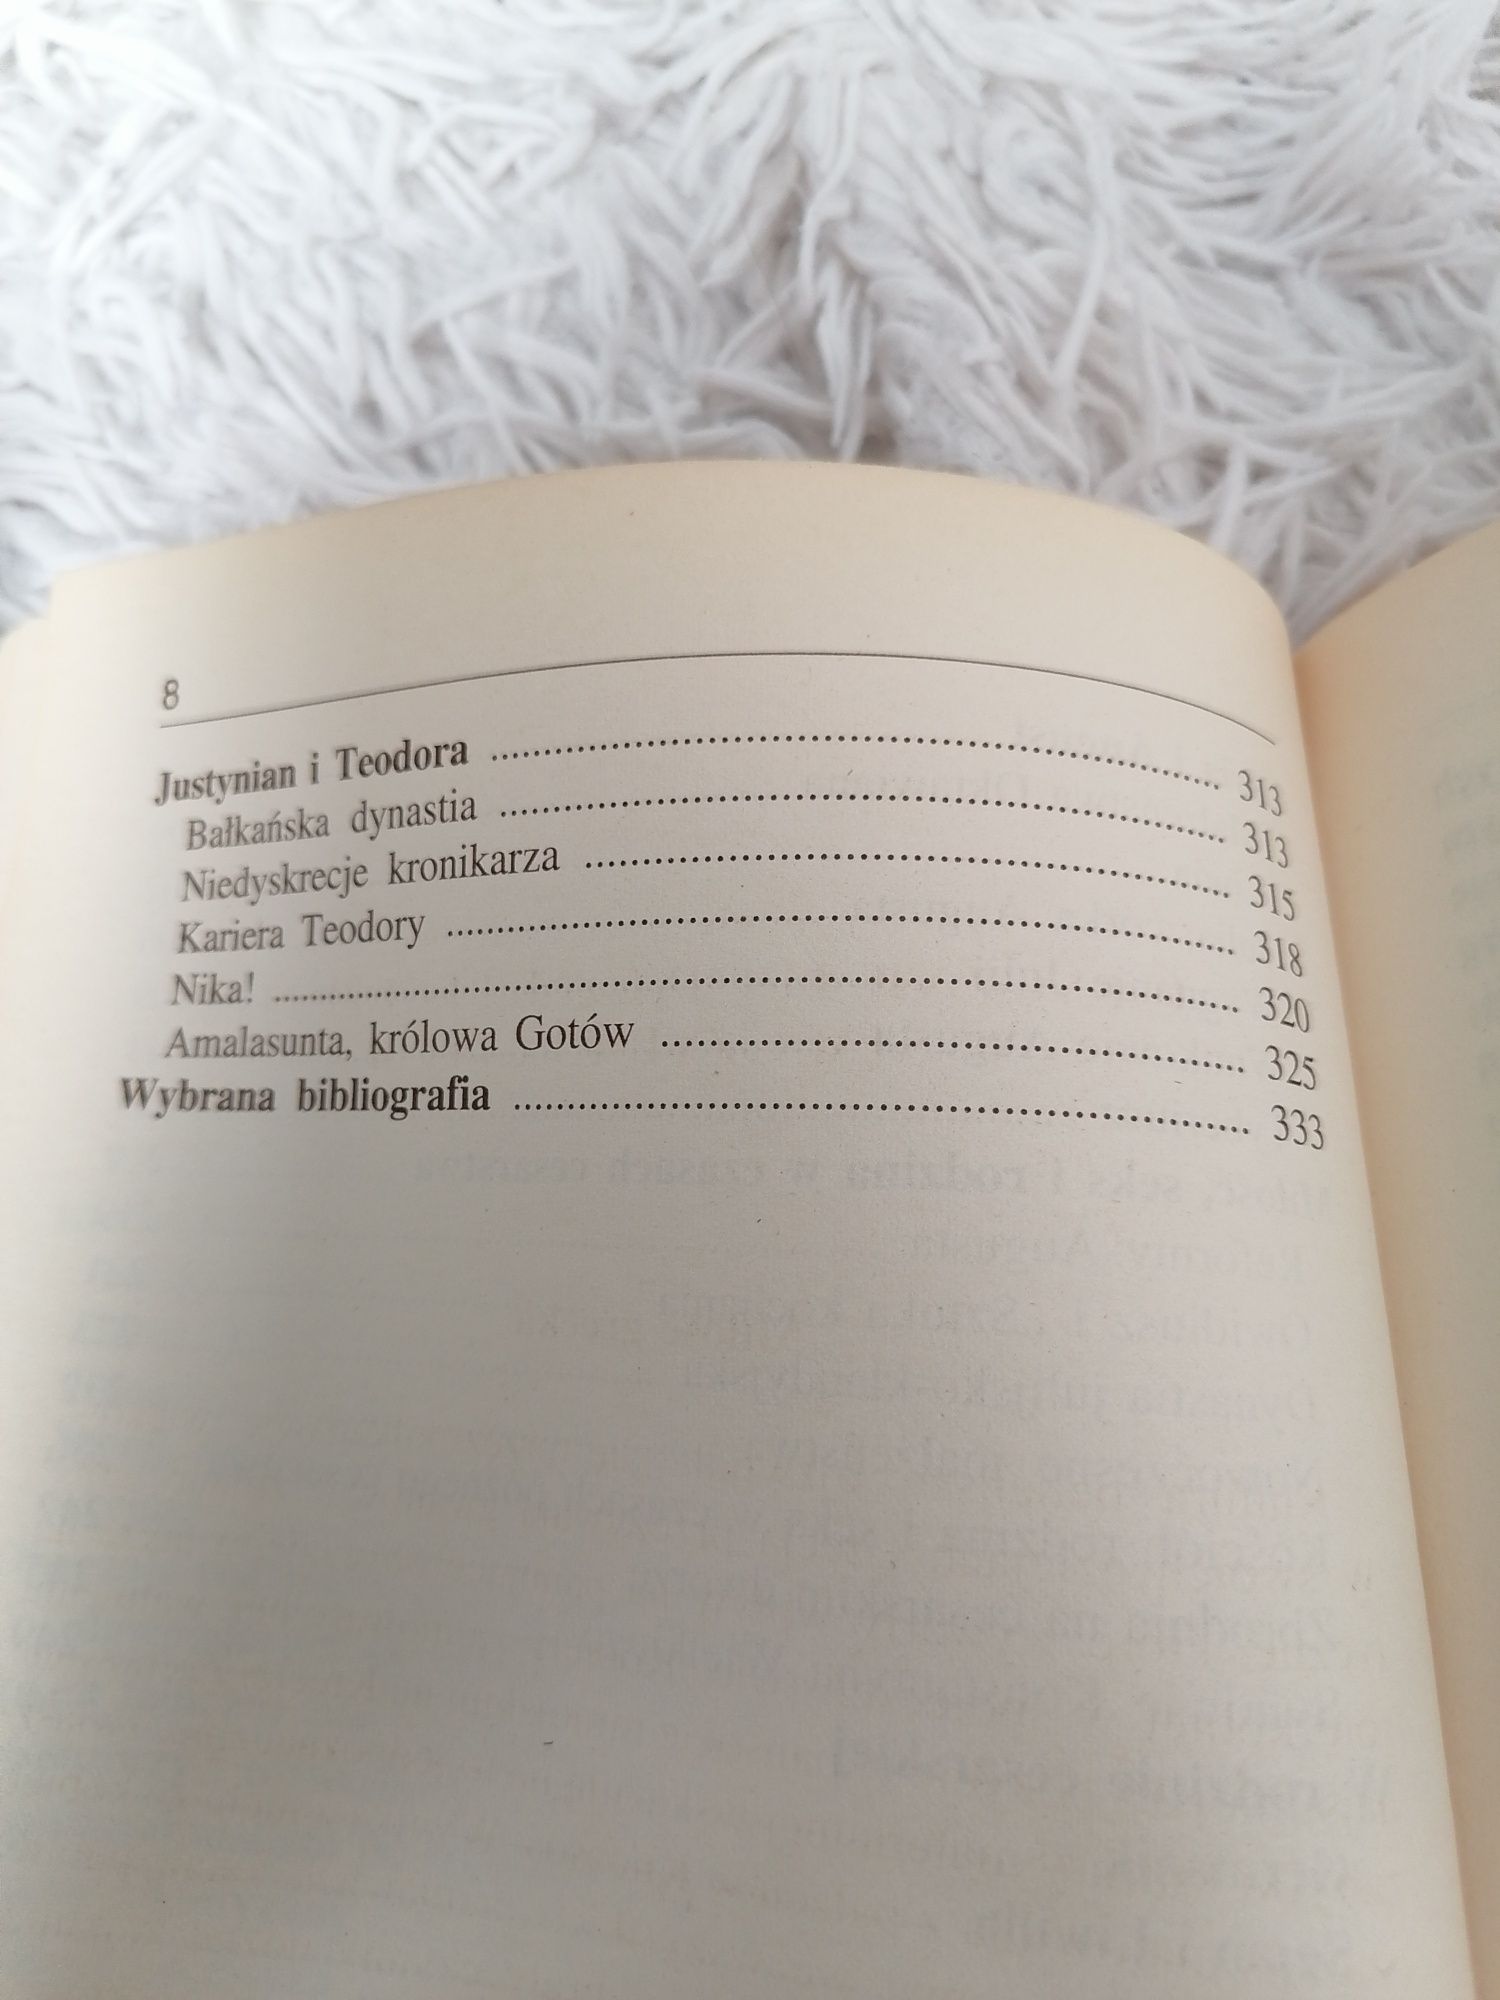 8
Justynian i Teodora ........................................ 313
Bałkańska dynastia ........................................ 313
Niedyskrecje kronikarza ........................................ 315
Kariera Teodory ........................................ 318
Nika! ........................................ 320
Amalasunta, królowa Gotów ........................................ 325
Wybrana bibliografia ........................................ 333